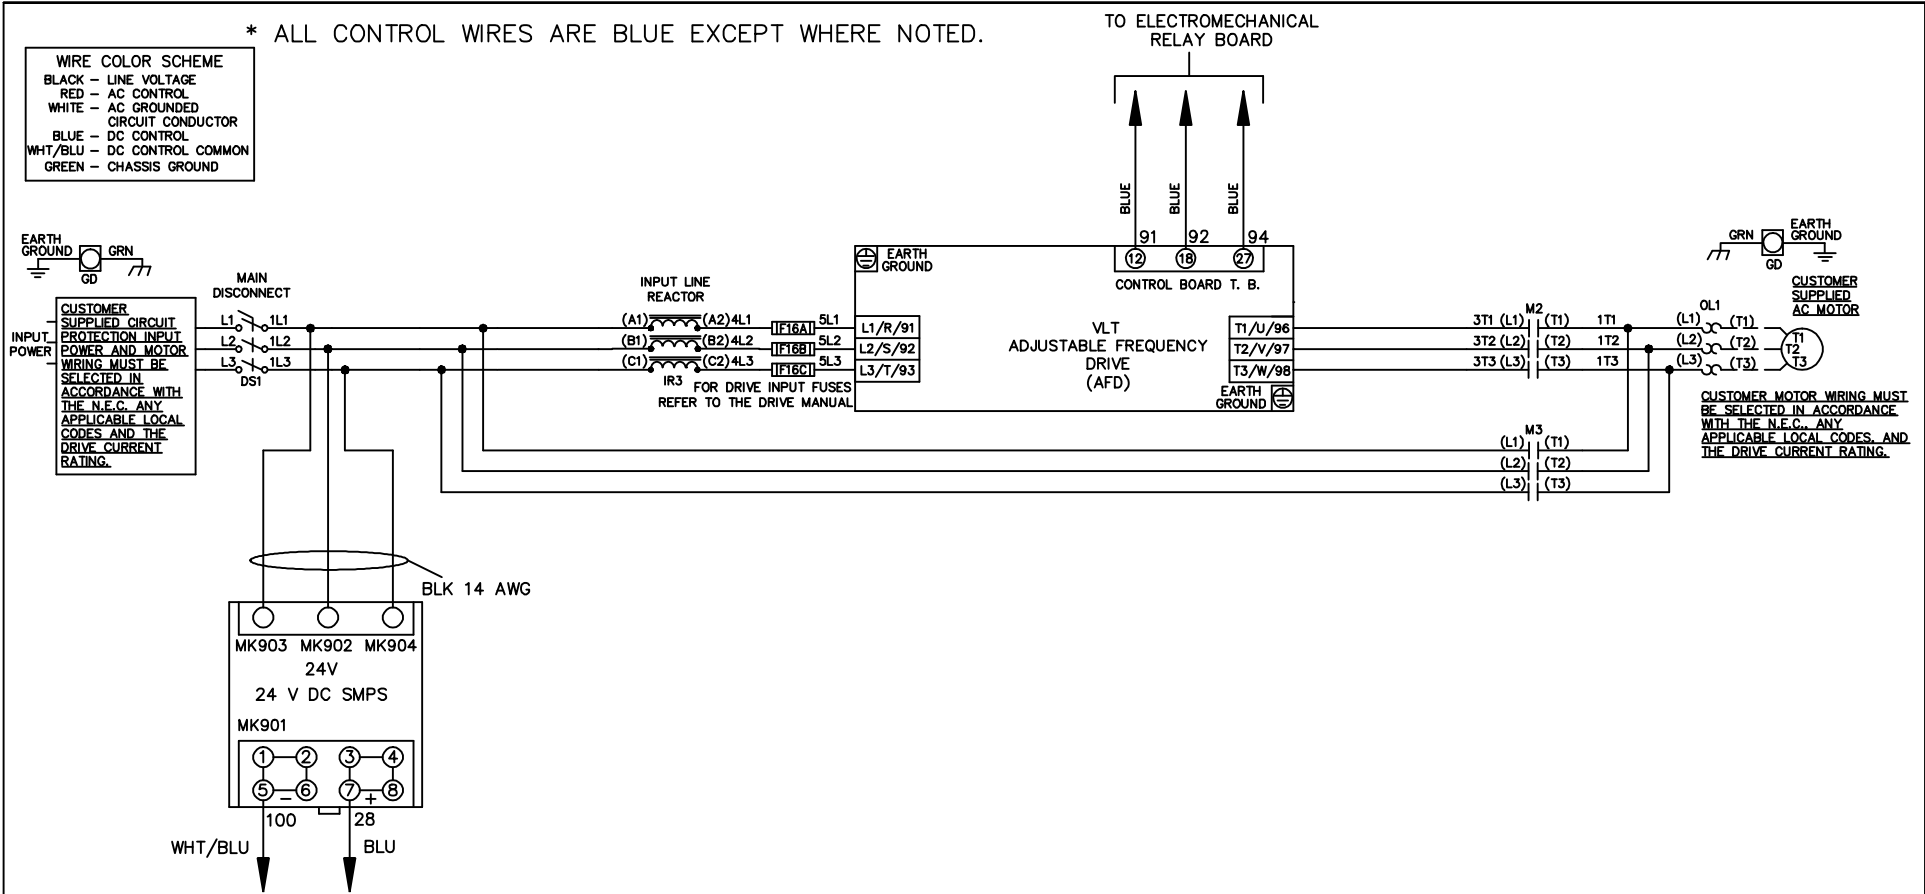 * ALL CONTROL WIRES ARE BLUE EXCEPT WHERE NOTED.
WIRE COLOR SCHEME
BLACK – LINE VOLTAGE
RED – AC CONTROL
WHITE – AC GROUNDED
CIRCUIT CONDUCTOR
BLUE – DC CONTROL
WHT/BLU – DC CONTROL COMMON
GREEN – CHASSIS GROUND
TO ELECTROMECHANICAL
RELAY BOARD
BLUE
BLUE
BLUE
91 92 94
12 18 27
CONTROL BOARD T. B.
EARTH
GROUND
GRN
GD
INPUT
POWER
CUSTOMER
SUPPLIED CIRCUIT
PROTECTION INPUT
POWER AND MOTOR
WIRING MUST BE
SELECTED IN
ACCORDANCE WITH
THE N.E.C. ANY
APPLICABLE LOCAL
CODES AND THE
DRIVE CURRENT
RATING.
MAIN
DISCONNECT
L1 1L1
L2 1L2
L3 1L3
DS1
INPUT LINE
REACTOR
(A1) (A2) 4L1 F16A 5L1
(B1) (B2) 4L2 F16B 5L2
(C1) (C2) 4L3 F16C 5L3
IR3
FOR DRIVE INPUT FUSES
REFER TO THE DRIVE MANUAL
EARTH
GROUND
L1/R/91
L2/S/92
L3/T/93
VLT
ADJUSTABLE FREQUENCY
DRIVE
(AFD)
T1/U/96
T2/V/97
T3/W/98
EARTH
GROUND
M2
3T1 (L1) (T1) 1T1
3T2 (L2) (T2) 1T2
3T3 (L3) (T3) 1T3
M3
(L1) (T1)
(L2) (T2)
(L3) (T3)
OL1
(L1) (T1)
(L2) (T2)
(L3) (T3)
T1
T2
T3
GRN
EARTH
GROUND
GD
CUSTOMER
SUPPLIED
AC MOTOR
CUSTOMER MOTOR WIRING MUST
BE SELECTED IN ACCORDANCE
WITH THE N.E.C., ANY
APPLICABLE LOCAL CODES, AND
THE DRIVE CURRENT RATING.
BLK 14 AWG
MK903 MK902 MK904
24V
24 V DC SMPS
MK901
1 2 3 4
5 6 7 8
– +
100 28
WHT/BLU BLU